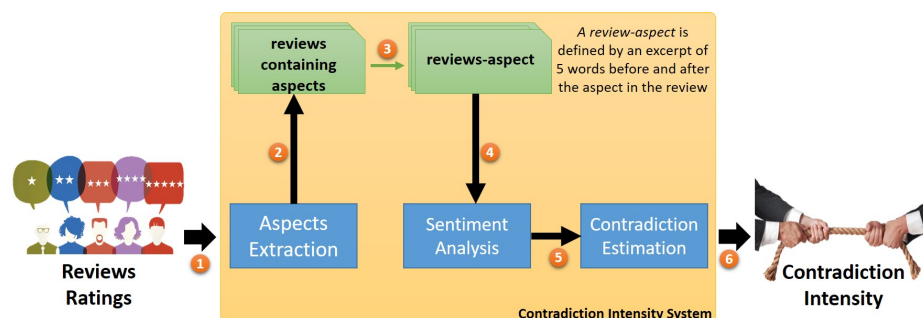 reviews
containing
aspects
3
reviews-aspect
A review-aspect is
defined by an excerpt of
5 words before and after
the aspect in the review
2
4
Aspects
Extraction
Sentiment
Analysis
Contradiction
Estimation
1
5
6
Reviews
Ratings
Contradiction
Intensity
Contradiction Intensity System